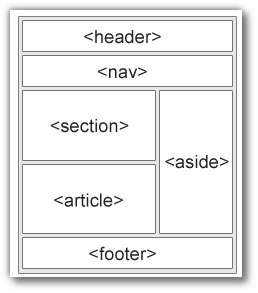 <header>
<nav>
<section>
<aside>
<article>
<footer>